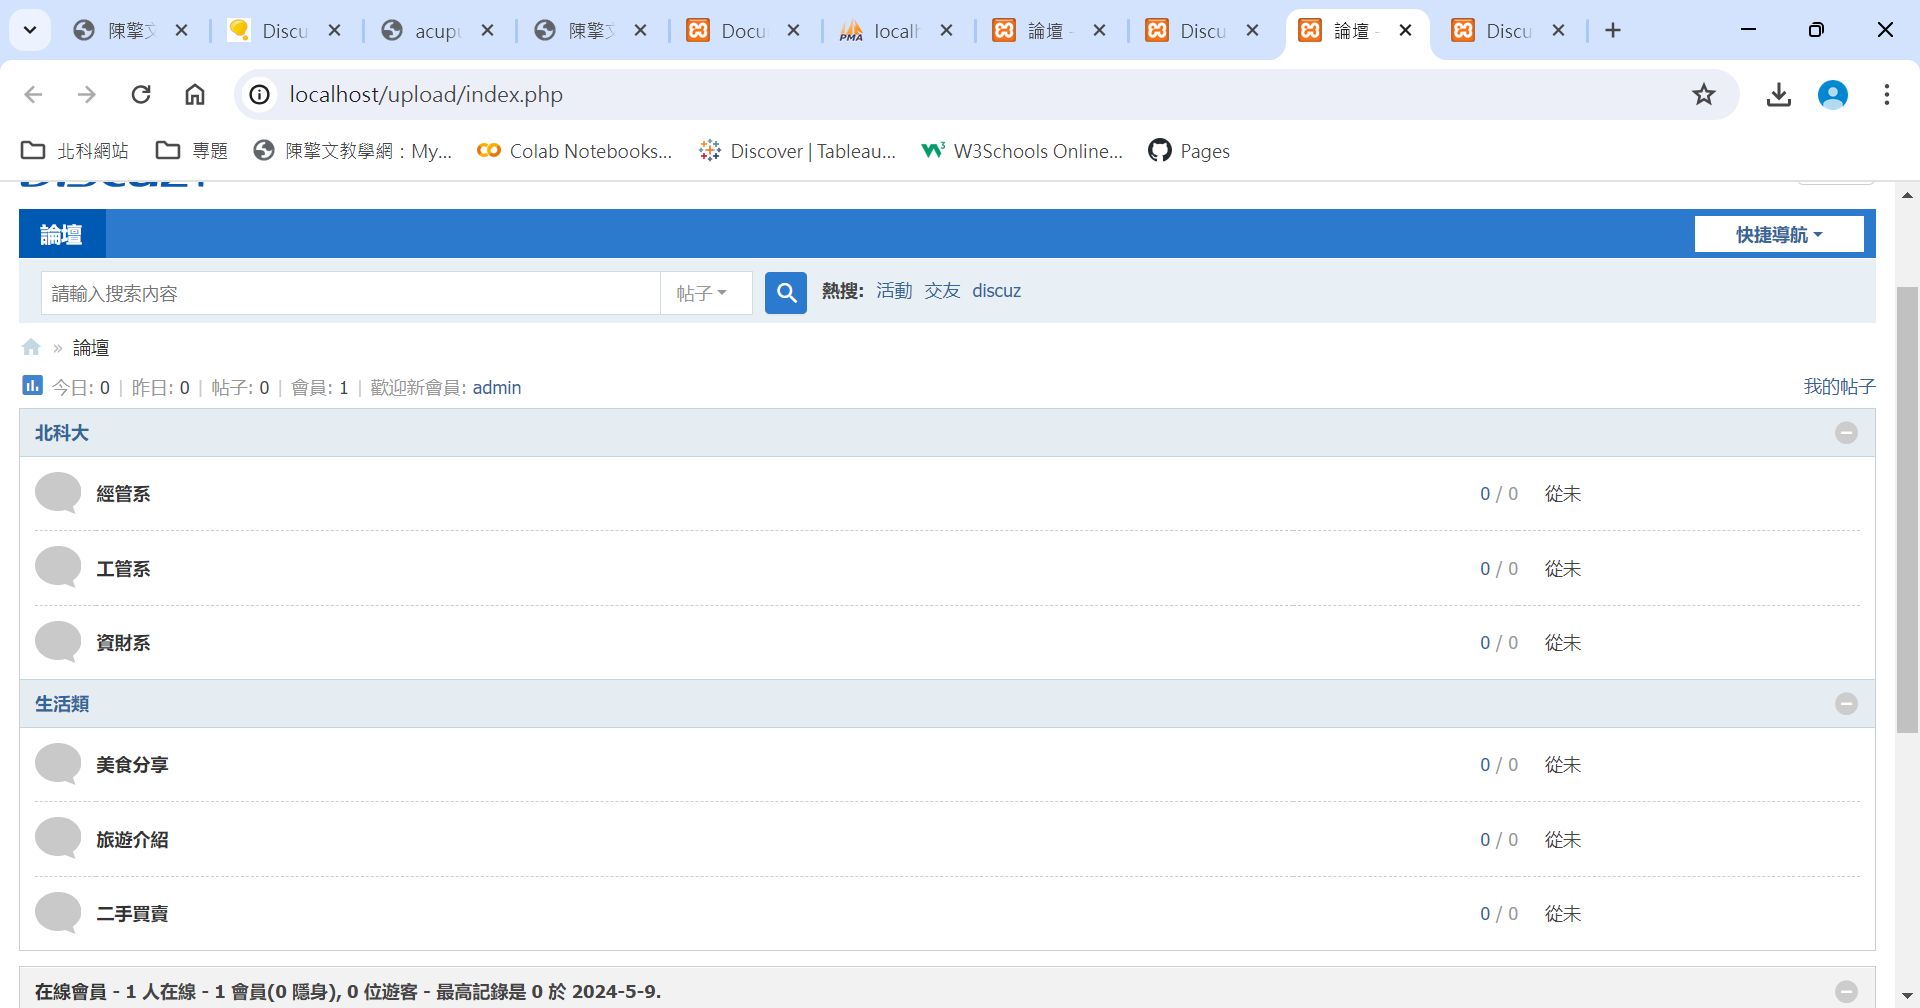 陳擎文 Discu acupu 陳擎文 Docu localh 論壇 - Discu 論壇 - Discu
localhost/upload/index.php
北科網站 專題 陳擎文教學網：My... Colab Notebooks... Discover | Tableau... W3Schools Online... Pages
論壇 快捷導航
請輸入搜索内容 帖子 熱搜: 活動 交友 discuz
» 論壇
今日: 0 | 昨日: 0 | 帖子: 0 | 會員: 1 | 歡迎新會員: admin 我的帖子
北科大
經管系 0 / 0 從未
工管系 0 / 0 從未
資財系 0 / 0 從未
生活類
美食分享 0 / 0 從未
旅遊介紹 0 / 0 從未
二手買賣 0 / 0 從未
在線會員 - 1 人在線 - 1 會員(0 隱身), 0 位遊客 - 最高記錄是 0 於 2024-5-9.